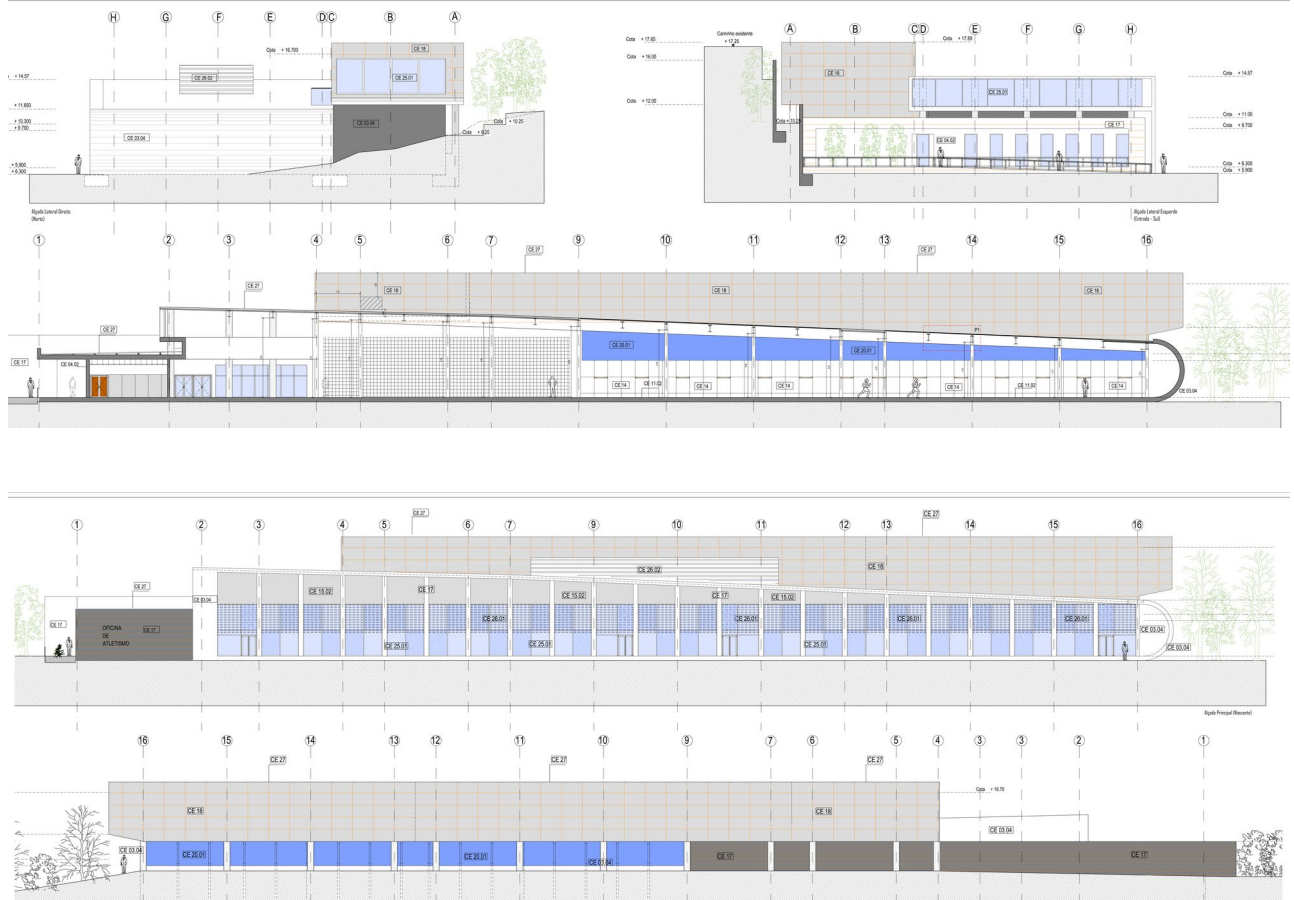 H G F E D C B A
Cota + 16.700
CE 18
CE 26.02
CE 25.01
+ 14.57
+ 11.650
+ 10.300
+ 9.700
CE 03.04
CE 03.04
Cota + 10.25
Cota + 9.25
+ 5.900
+ 6.300
Alçado Lateral Direito
(Norte)
A B C D E F G H
Caminho existente
+ 17.25
Cota + 17.65
Cota + 17.65
Cota + 16.00
CE 18
Cota + 14.57
CE 25.01
Cota + 12.00
Cota + 11.00
Cota + 10.25
CE 17
Cota + 9.700
CE 04.02
Cota + 6.300
Cota + 5.900
Alçado Lateral Esquerdo
(Entrada - Sul)
1 2 3 4 5 6 7 9 10 11 12 13 14 15 16
CE 27
CE 27
CE 27
CE 18
CE 18
CE 18
CE 27
P1
CE 20.01
CE 20.01
CE 17
CE 04.02
CE 14
CE 11.02
CE 14
CE 14
CE 14
CE 11.02
CE 14
CE 03.04
1 2 3 4 5 6 7 9 10 11 12 13 14 15 16
CE 27
CE 27
CE 26.02
CE 18
CE 27
CE 03.04
CE 15.02
CE 17
CE 15.02
CE 17
CE 15.02
CE 17
OFICINA
DE
ATLETISMO
CE 17
CE 26.01
CE 26.01
CE 26.01
CE 26.01
CE 03.04
CE 25.01
CE 25.01
CE 25.01
CE 03.04
Alçado Principal (Nascente)
16 15 14 13 12 11 10 9 7 6 5 4 3 3 2 1
CE 27
CE 27
CE 27
Cota + 16.70
CE 18
CE 18
CE 03.04
CE 03.04
CE 20.01
CE 20.01
CE 03.04
CE 17
CE 17